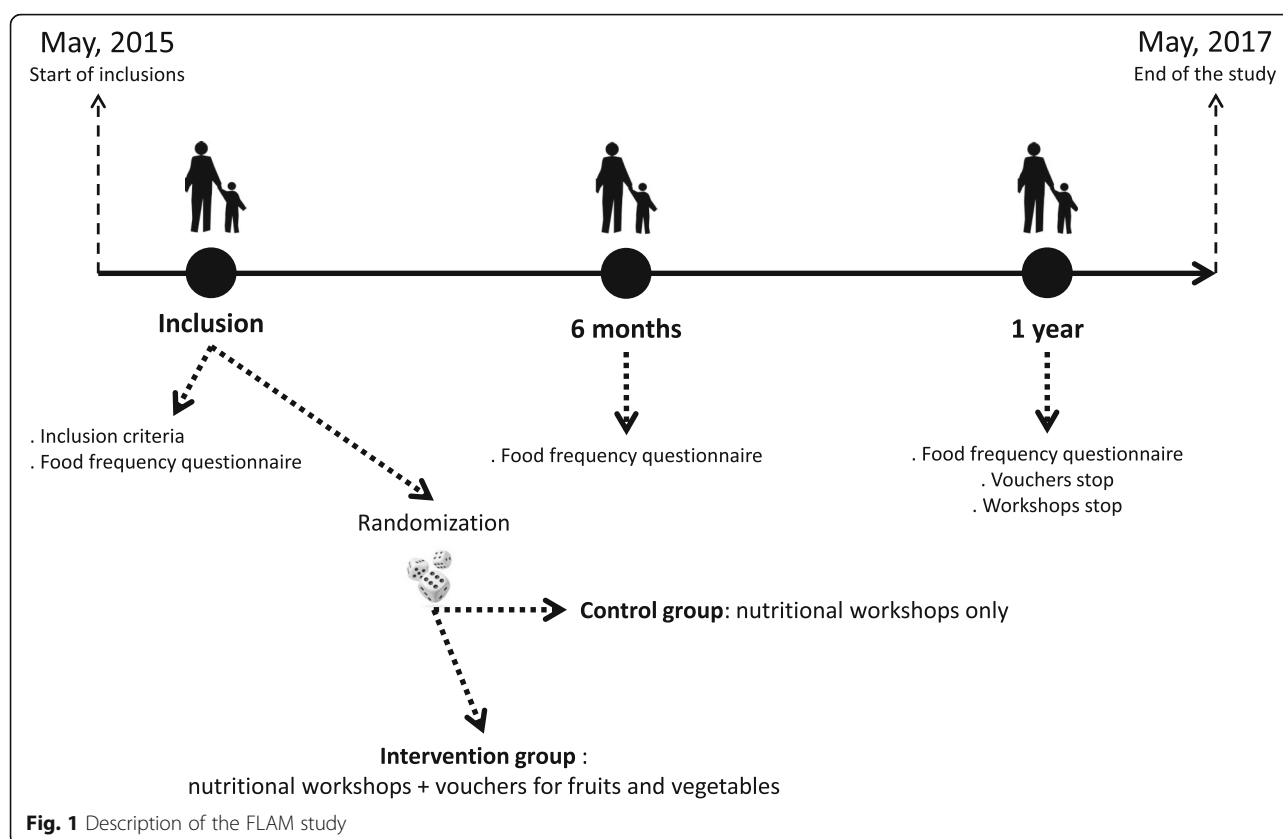 May, 2015
Start of inclusions
May, 2017
End of the study
Inclusion
6 months
1 year
. Inclusion criteria
. Food frequency questionnaire
. Food frequency questionnaire
. Food frequency questionnaire
. Vouchers stop
. Workshops stop
Randomization
Control group: nutritional workshops only
Intervention group :
nutritional workshops + vouchers for fruits and vegetables
Fig. 1 Description of the FLAM study